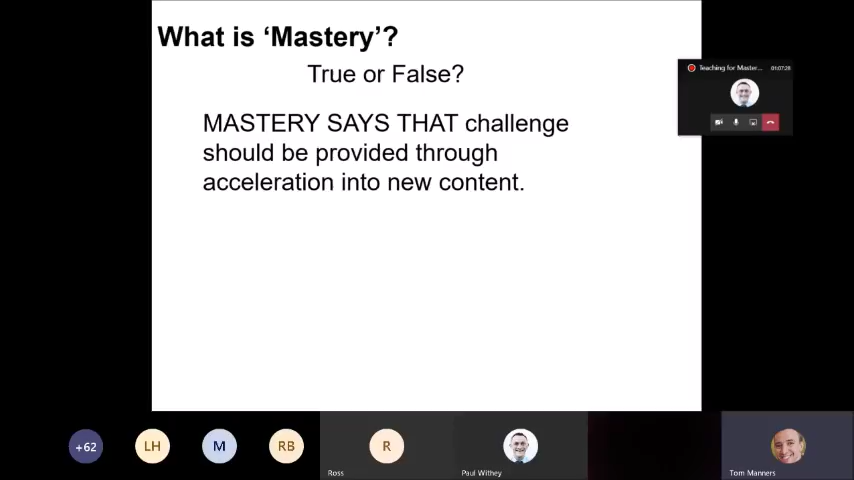 What is ‘Mastery’?
True or False?
Teaching for Master... 01:07:28
MASTERY SAYS THAT challenge
should be provided through
acceleration into new content.
+62
LH
M
RB
R
Ross
Paul Withey
Tom Manners